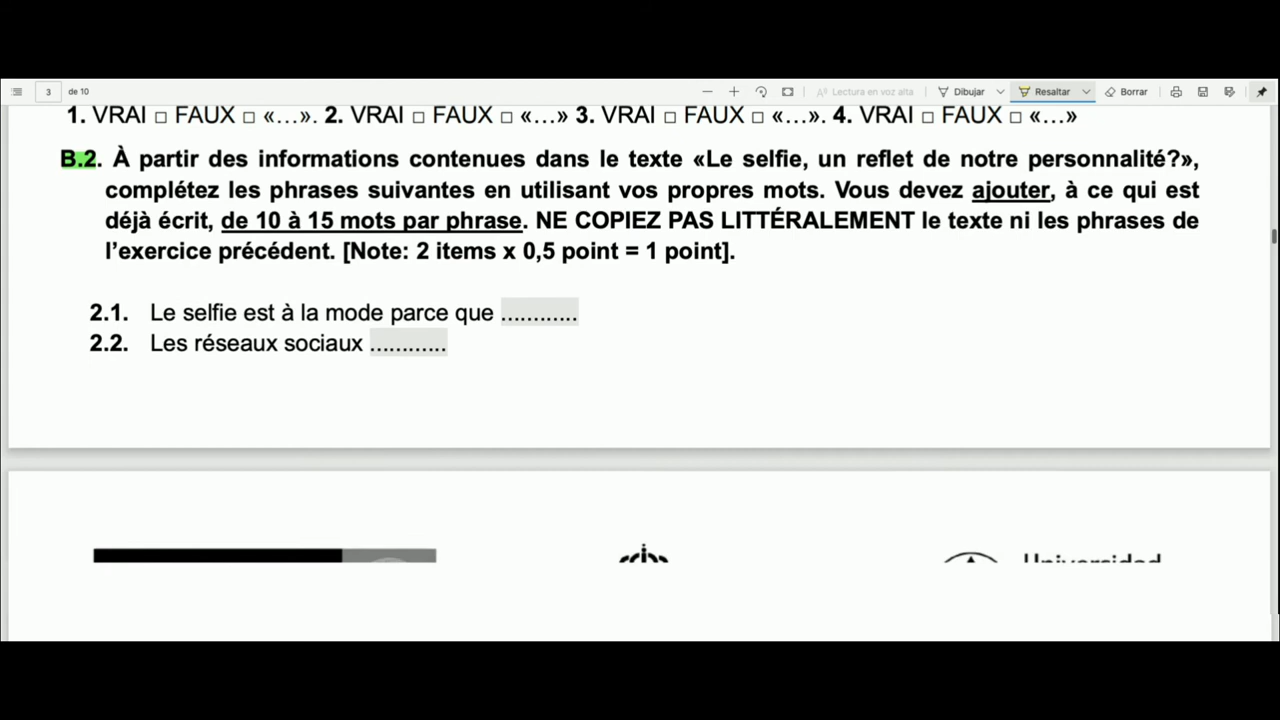 3 de 10 Lectura en voz alta Dibujar Resaltar Borrar
1. VRAI □ FAUX □ «…». 2. VRAI □ FAUX □ «…» 3. VRAI □ FAUX □ «…». 4. VRAI □ FAUX □ «…»
B.2. À partir des informations contenues dans le texte «Le selfie, un reflet de notre personnalité?»,
complétez les phrases suivantes en utilisant vos propres mots. Vous devez ajouter, à ce qui est
déjà écrit, de 10 à 15 mots par phrase. NE COPIEZ PAS LITTÉRALEMENT le texte ni les phrases de
l’exercice précédent. [Note: 2 items x 0,5 point = 1 point].
2.1. Le selfie est à la mode parce que ............
2.2. Les réseaux sociaux ............
Universidad